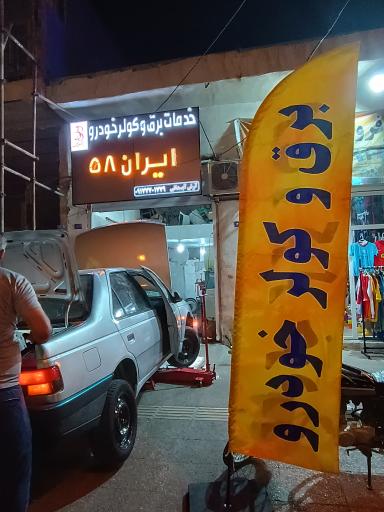 خدمات برق و کولر خودرو
ایران ۵۸
برق و کولر خودرو